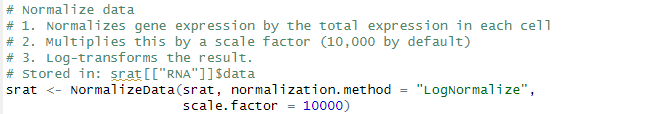 # Normalize data
# 1. Normalizes gene expression by the total expression in each cell
# 2. Multiplies this by a scale factor (10,000 by default)
# 3. Log-transforms the result.
# Stored in: srat[["RNA"]]$data
srat <- NormalizeData(srat, normalization.method = "LogNormalize",
                      scale.factor = 10000)